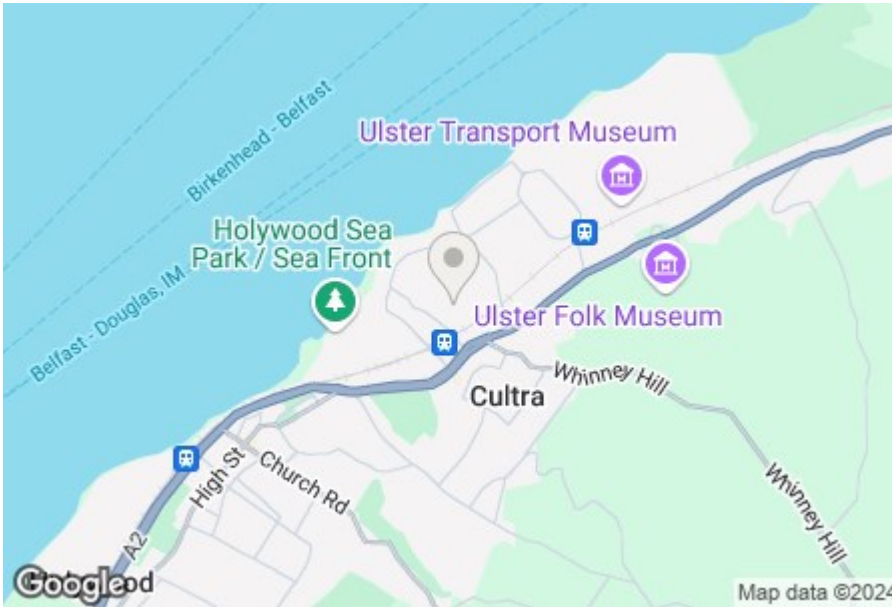 Birkenhead - Belfast
Ulster Transport Museum
Holywood Sea
Park / Sea Front
Belfast - Douglas, IM
Ulster Folk Museum
Whinney Hill
Cultra
High St
Church Rd
Whinney Hill
A2
Google
Map data ©2024